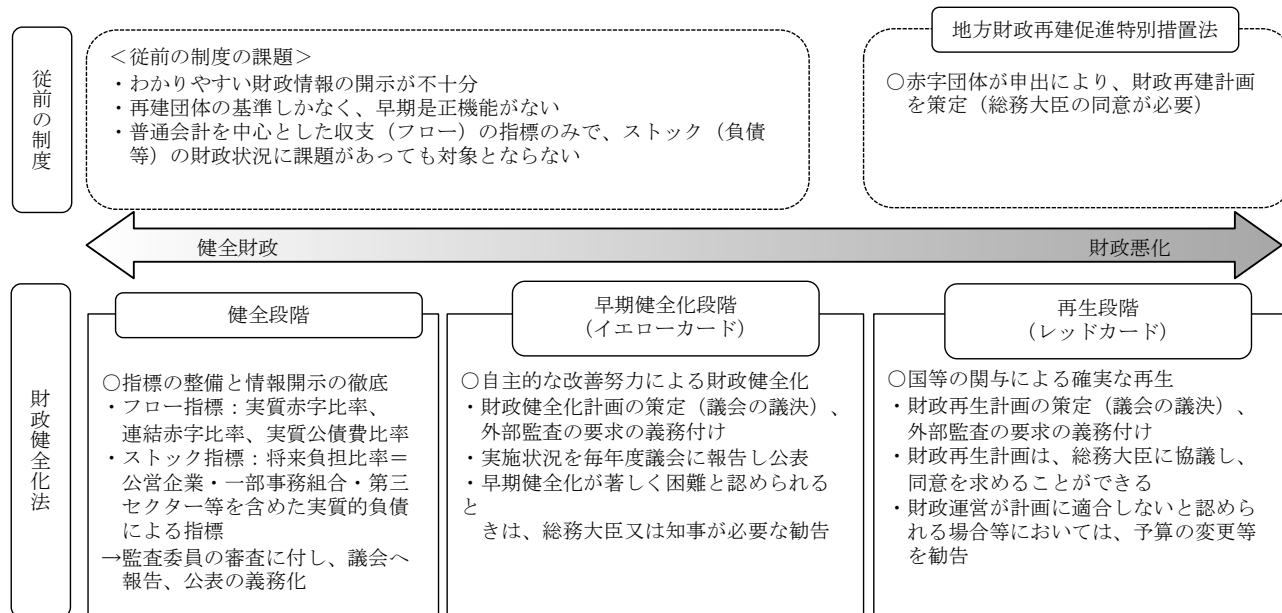 従前の制度
＜従前の制度の課題＞
・わかりやすい財政情報の開示が不十分
・再建団体の基準しかなく、早期是正機能がない
・普通会計を中心とした収支（フロー）の指標のみで、ストック（負債
等）の財政状況に課題があっても対象とならない
地方財政再建促進特別措置法
○赤字団体が申出により、財政再建計画
を策定（総務大臣の同意が必要）
健全財政
財政悪化
財政健全化法
健全段階
○指標の整備と情報開示の徹底
・フロー指標：実質赤字比率、
連結赤字比率、実質公債費比率
・ストック指標：将来負担比率＝
公営企業・一部事務組合・第三
セクター等を含めた実質的負債
による指標
→監査委員の審査に付し、議会へ
報告、公表の義務化
早期健全化段階
（イエローカード）
○自主的な改善努力による財政健全化
・財政健全化計画の策定（議会の議決）、
外部監査の要求の義務付け
・実施状況を毎年度議会に報告し公表
・早期健全化が著しく困難と認められる
と
きは、総務大臣又は知事が必要な勧告
再生段階
（レッドカード）
○国等の関与による確実な再生
・財政再生計画の策定（議会の議決）、
外部監査の要求の義務付け
・財政再生計画は、総務大臣に協議し、
同意を求めることができる
・財政運営が計画に適合しないと認めら
れる場合等においては、予算の変更等
を勧告